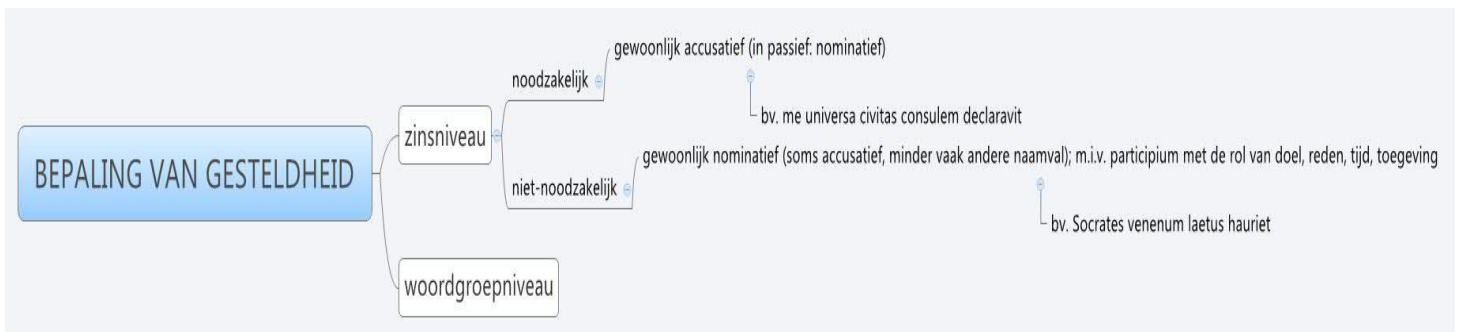 BEPALING VAN GESTELDHEID
zinsniveau
noodzakelijk
gewoonlijk accusatief (in passief: nominatief)
bv. me universa civitas consulem declaravit
niet-noodzakelijk
gewoonlijk nominatief (soms accusatief, minder vaak andere naamval); m.i.v. participium met de rol van doel, reden, tijd, toegeving
bv. Socrates venenum laetus hauriet
woordgroepniveau